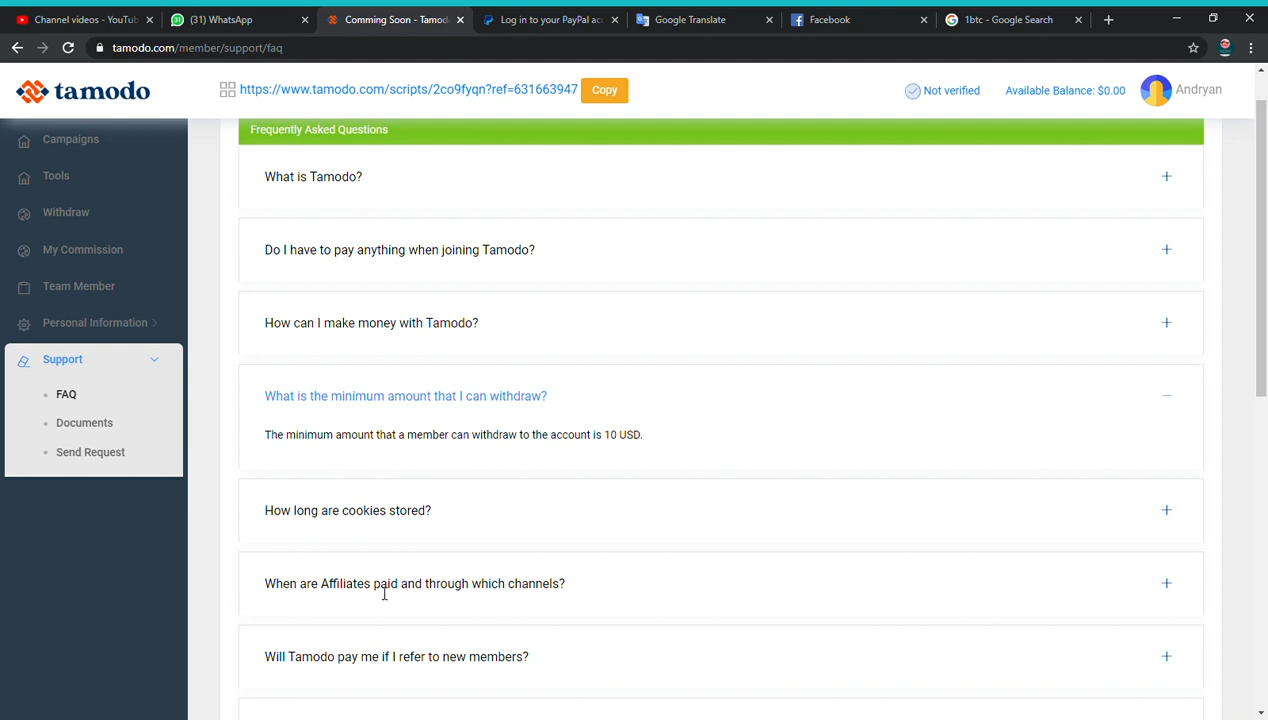 Channel videos - YouTub
(31) WhatsApp
Comming Soon - Tamod
Log in to your PayPal acc
Google Translate
Facebook
1btc - Google Search
tamodo.com/member/support/faq
tamodo
https://www.tamodo.com/scripts/2co9fyqn?ref=631663947
Copy
Not verified
Available Balance: $0.00
Andryan
Campaigns
Tools
Withdraw
My Commission
Team Member
Personal Information
Support
FAQ
Documents
Send Request
Frequently Asked Questions
What is Tamodo?
Do I have to pay anything when joining Tamodo?
How can I make money with Tamodo?
What is the minimum amount that I can withdraw?
The minimum amount that a member can withdraw to the account is 10 USD.
How long are cookies stored?
When are Affiliates paid and through which channels?
Will Tamodo pay me if I refer to new members?